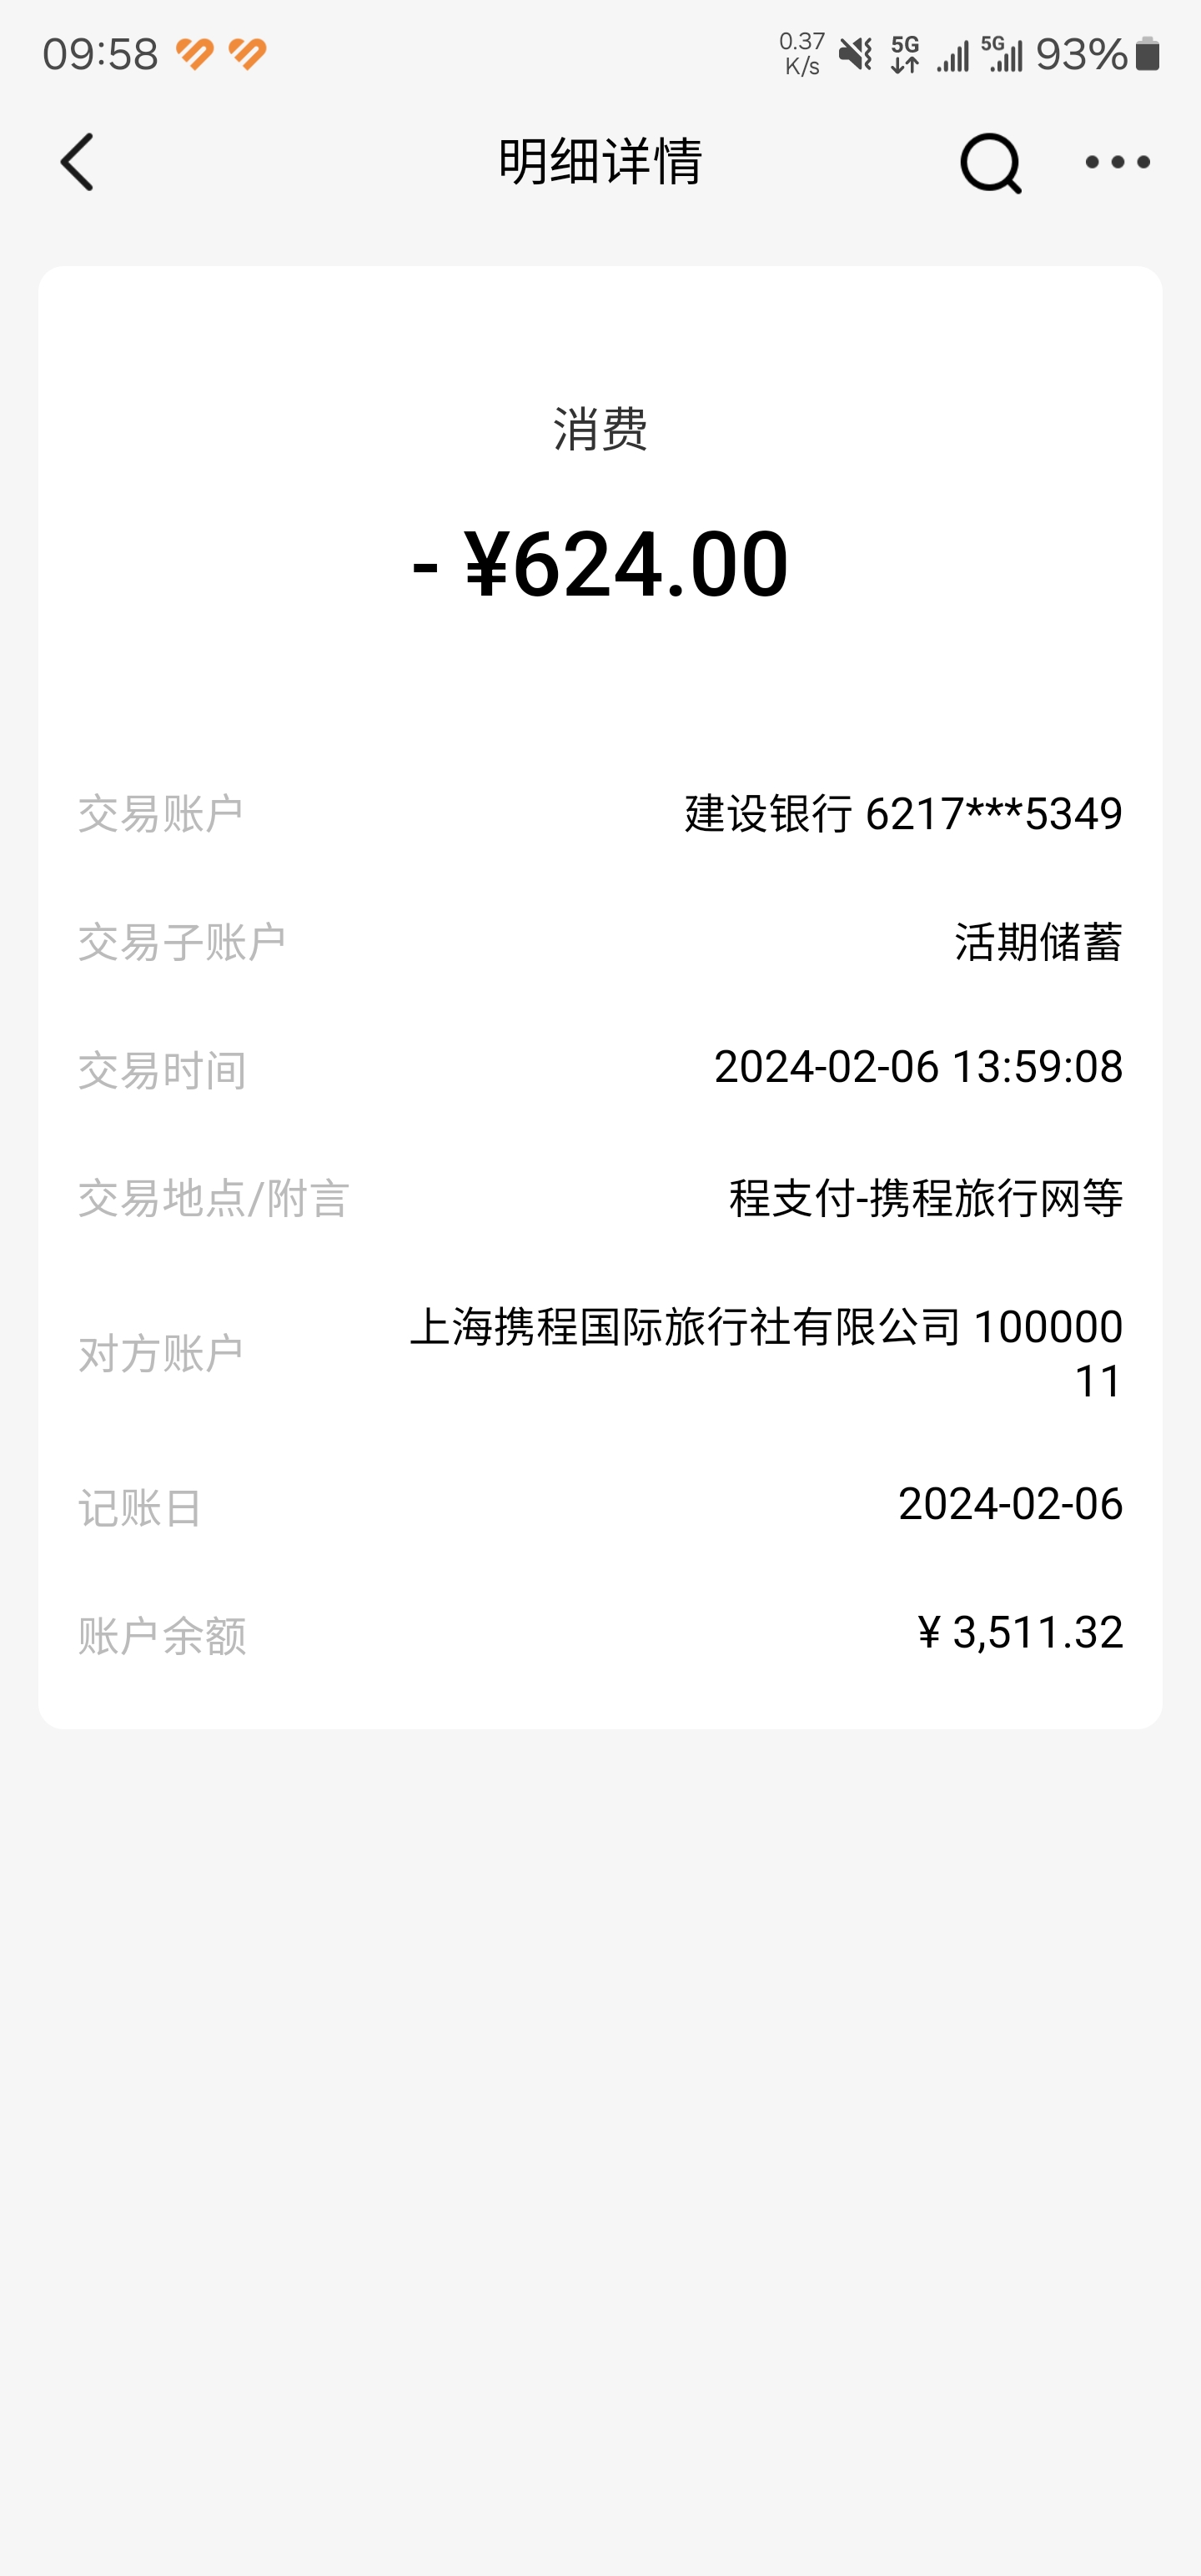 09:58
0.37
K/s
5G
5G
93%
明细详情
消费
- ¥624.00
交易账户
建设银行 6217***5349
交易子账户
活期储蓄
交易时间
2024-02-06 13:59:08
交易地点/附言
程支付-携程旅行网等
对方账户
上海携程国际旅行社有限公司 100000
11
记账日
2024-02-06
账户余额
¥ 3,511.32